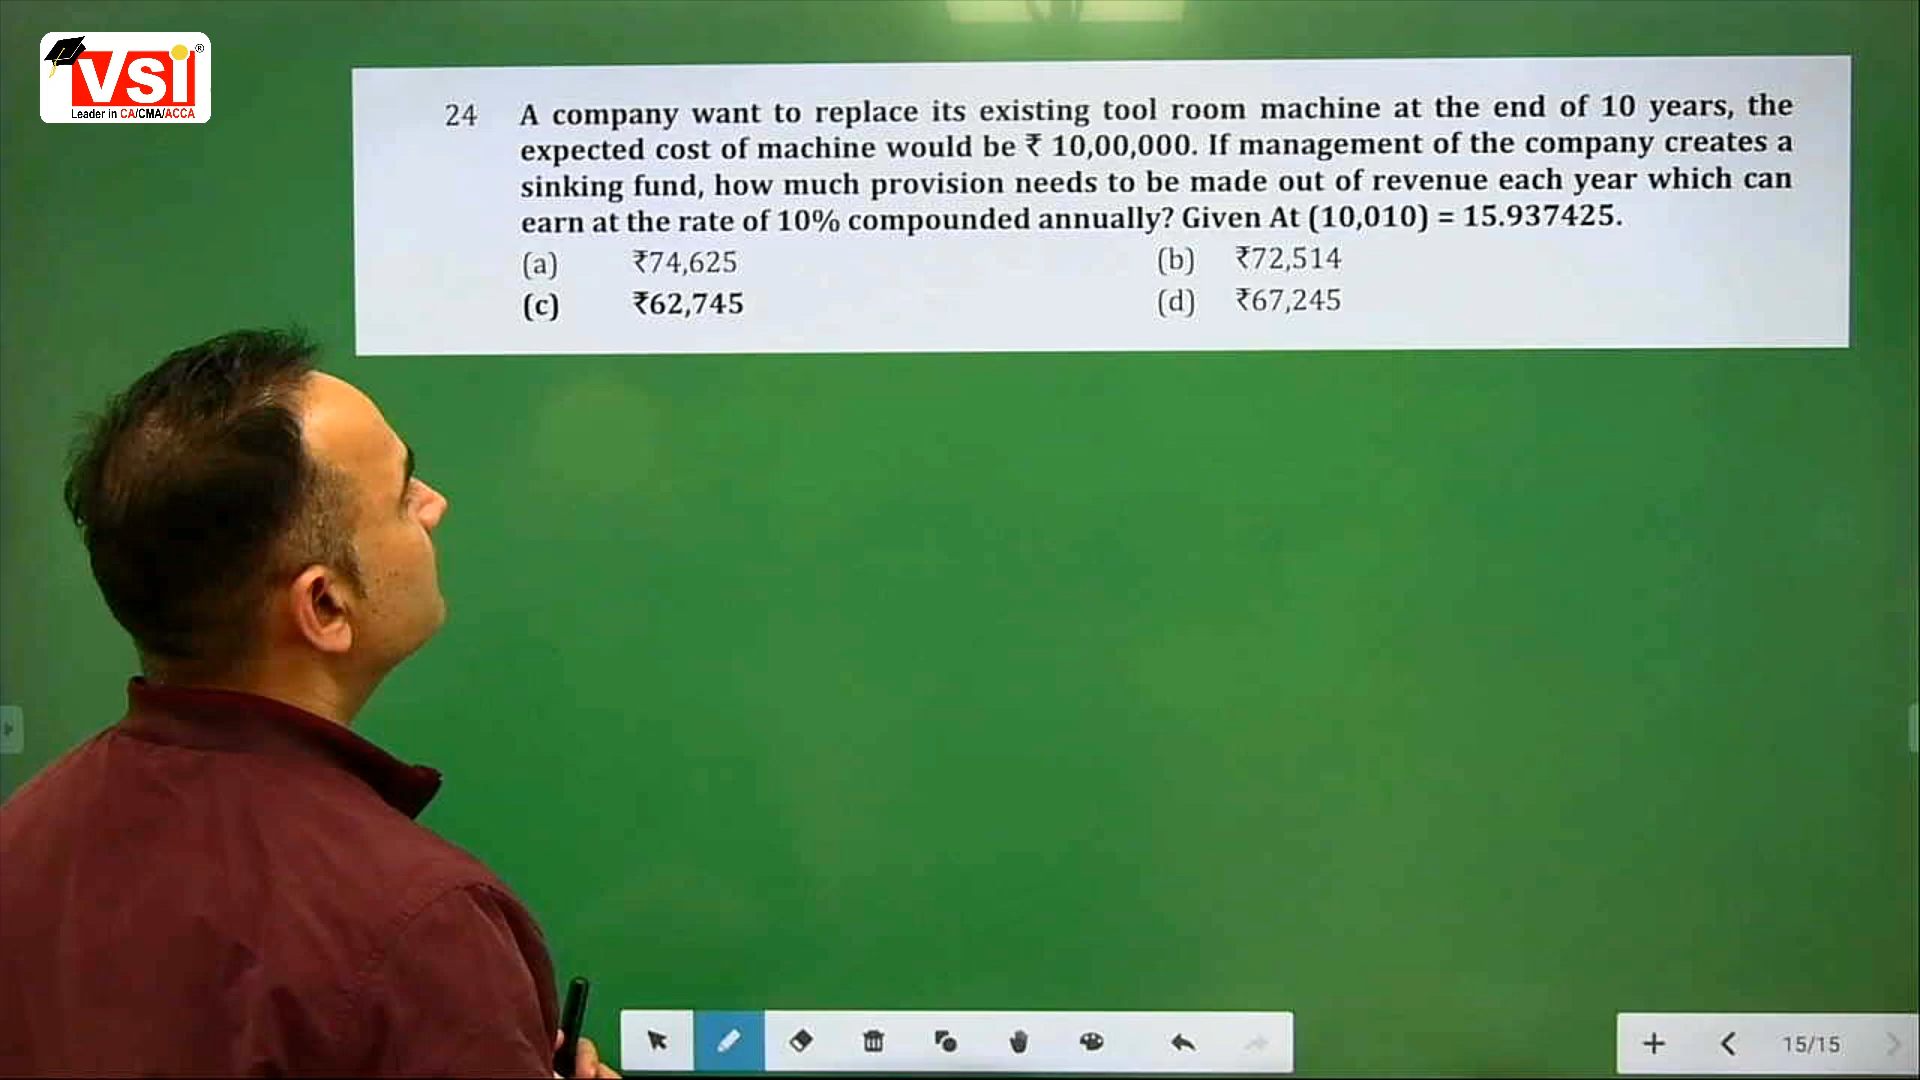 VSI ®
Leader in CA/CMA/ACCA
24 A company want to replace its existing tool room machine at the end of 10 years, the
expected cost of machine would be ₹ 10,00,000. If management of the company creates a
sinking fund, how much provision needs to be made out of revenue each year which can
earn at the rate of 10% compounded annually? Given At (10,010) = 15.937425.
(a) ₹74,625 (b) ₹72,514
(c) ₹62,745 (d) ₹67,245
15/15